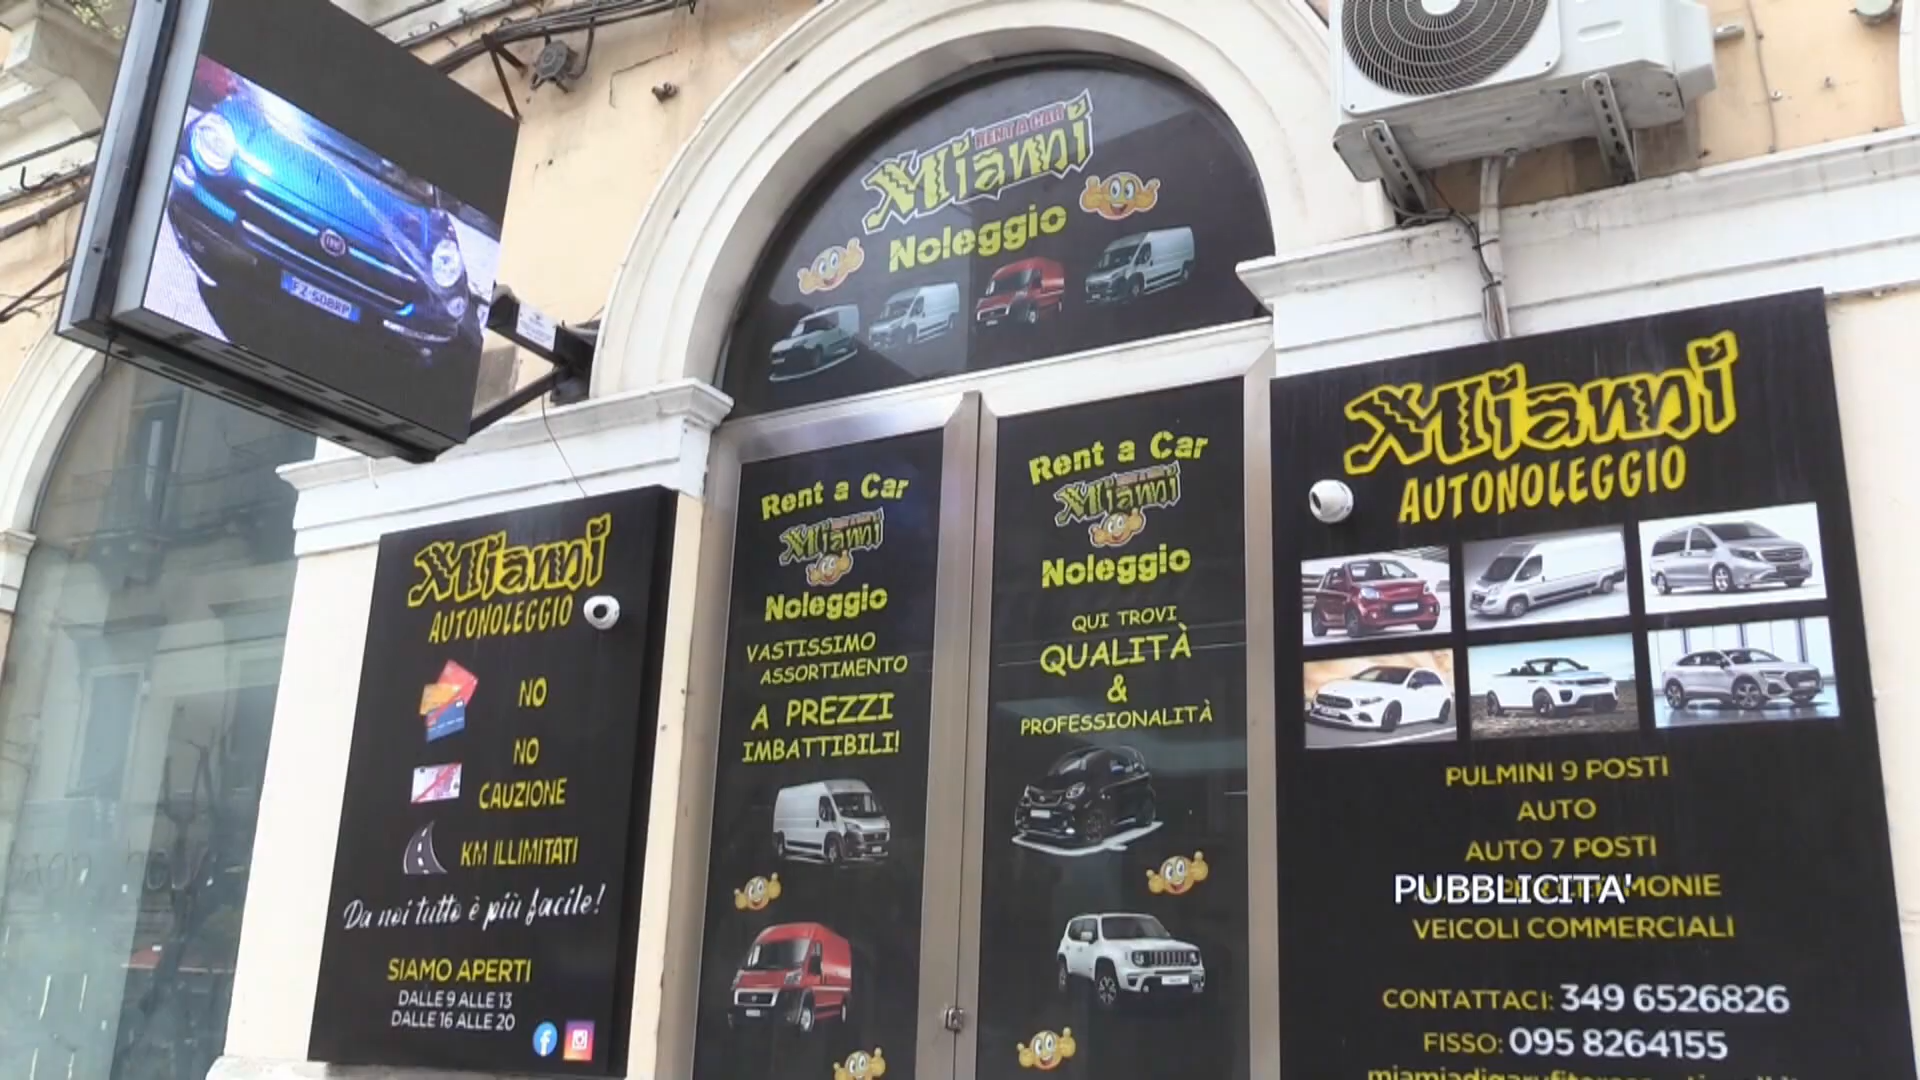 FZ 608RP
RENT A CAR
Miami
Noleggio
Miami
AUTONOLEGGIO
NO
NO
CAUZIONE
KM ILLIMITATI
Da noi tutto è più facile!
SIAMO APERTI
DALLE 9 ALLE 13
DALLE 16 ALLE 20
Rent a Car
Miami
Noleggio
VASTISSIMO
ASSORTIMENTO
A PREZZI
IMBATTIBILI!
Rent a Car
Miami
Noleggio
QUI TROVI
QUALITÀ
&
PROFESSIONALITÀ
Miami
AUTONOLEGGIO
PULMINI 9 POSTI
AUTO
AUTO 7 POSTI
PUBBLICITA'
VEICOLI COMMERCIALI
CONTATTACI: 349 6526826
FISSO: 095 8264155